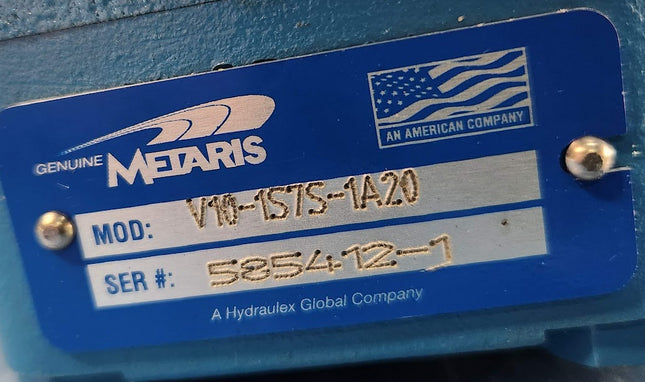 GENUINE METARIS
AN AMERICAN COMPANY
MOD: V10-1S7S-1A20
SER #: 585412-1
A Hydraulex Global Company